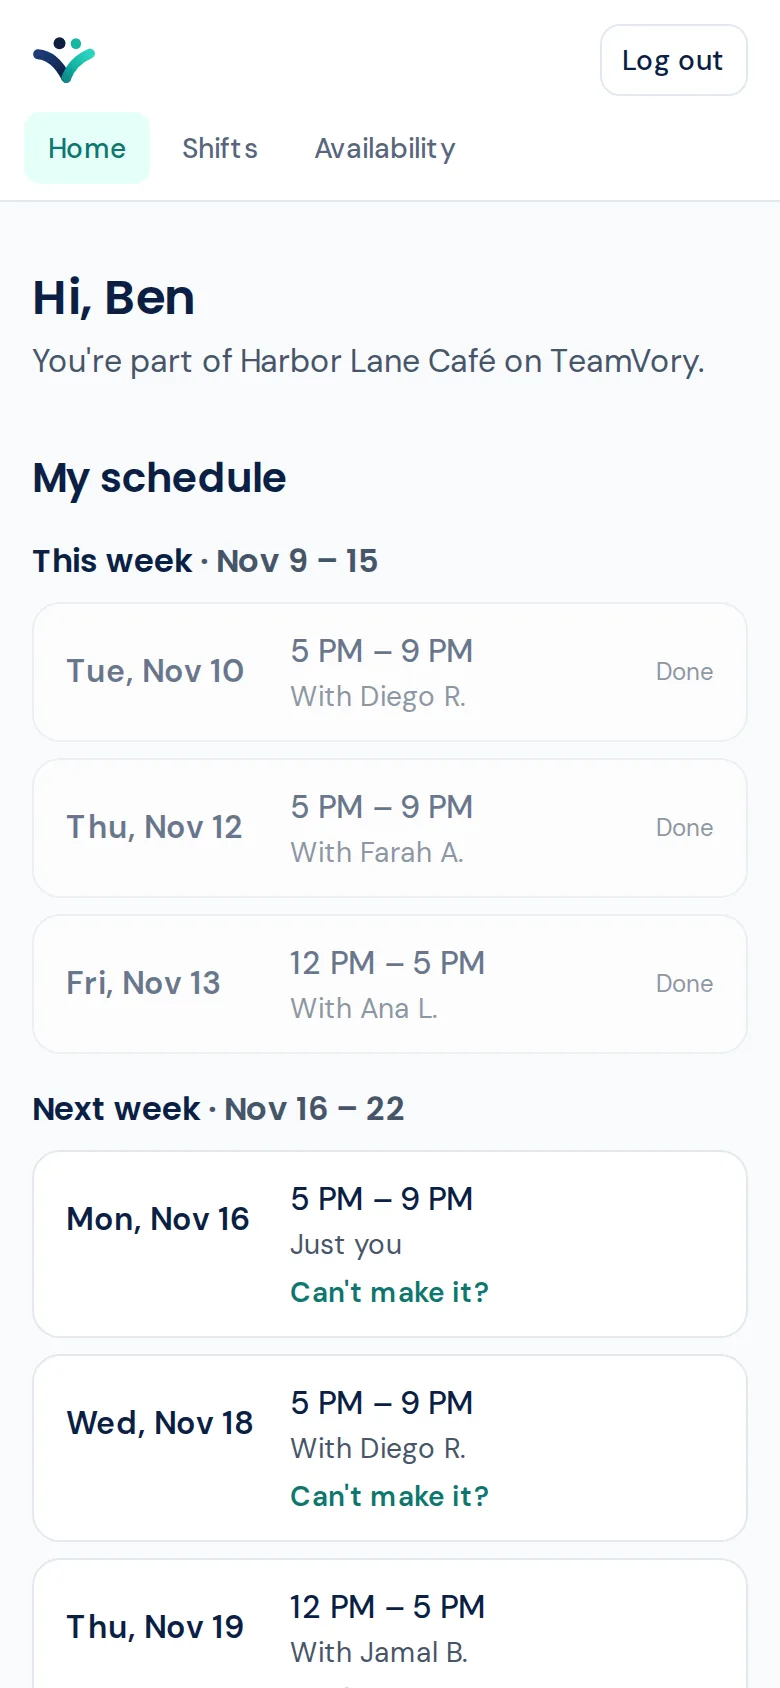 Log out
Home Shifts Availability
Hi, Ben
You're part of Harbor Lane Café on TeamVory.
My schedule
This week · Nov 9 – 15
Tue, Nov 10
5 PM – 9 PM
With Diego R.
Done
Thu, Nov 12
5 PM – 9 PM
With Farah A.
Done
Fri, Nov 13
12 PM – 5 PM
With Ana L.
Done
Next week · Nov 16 – 22
Mon, Nov 16
5 PM – 9 PM
Just you
Can't make it?
Wed, Nov 18
5 PM – 9 PM
With Diego R.
Can't make it?
Thu, Nov 19
12 PM – 5 PM
With Jamal B.